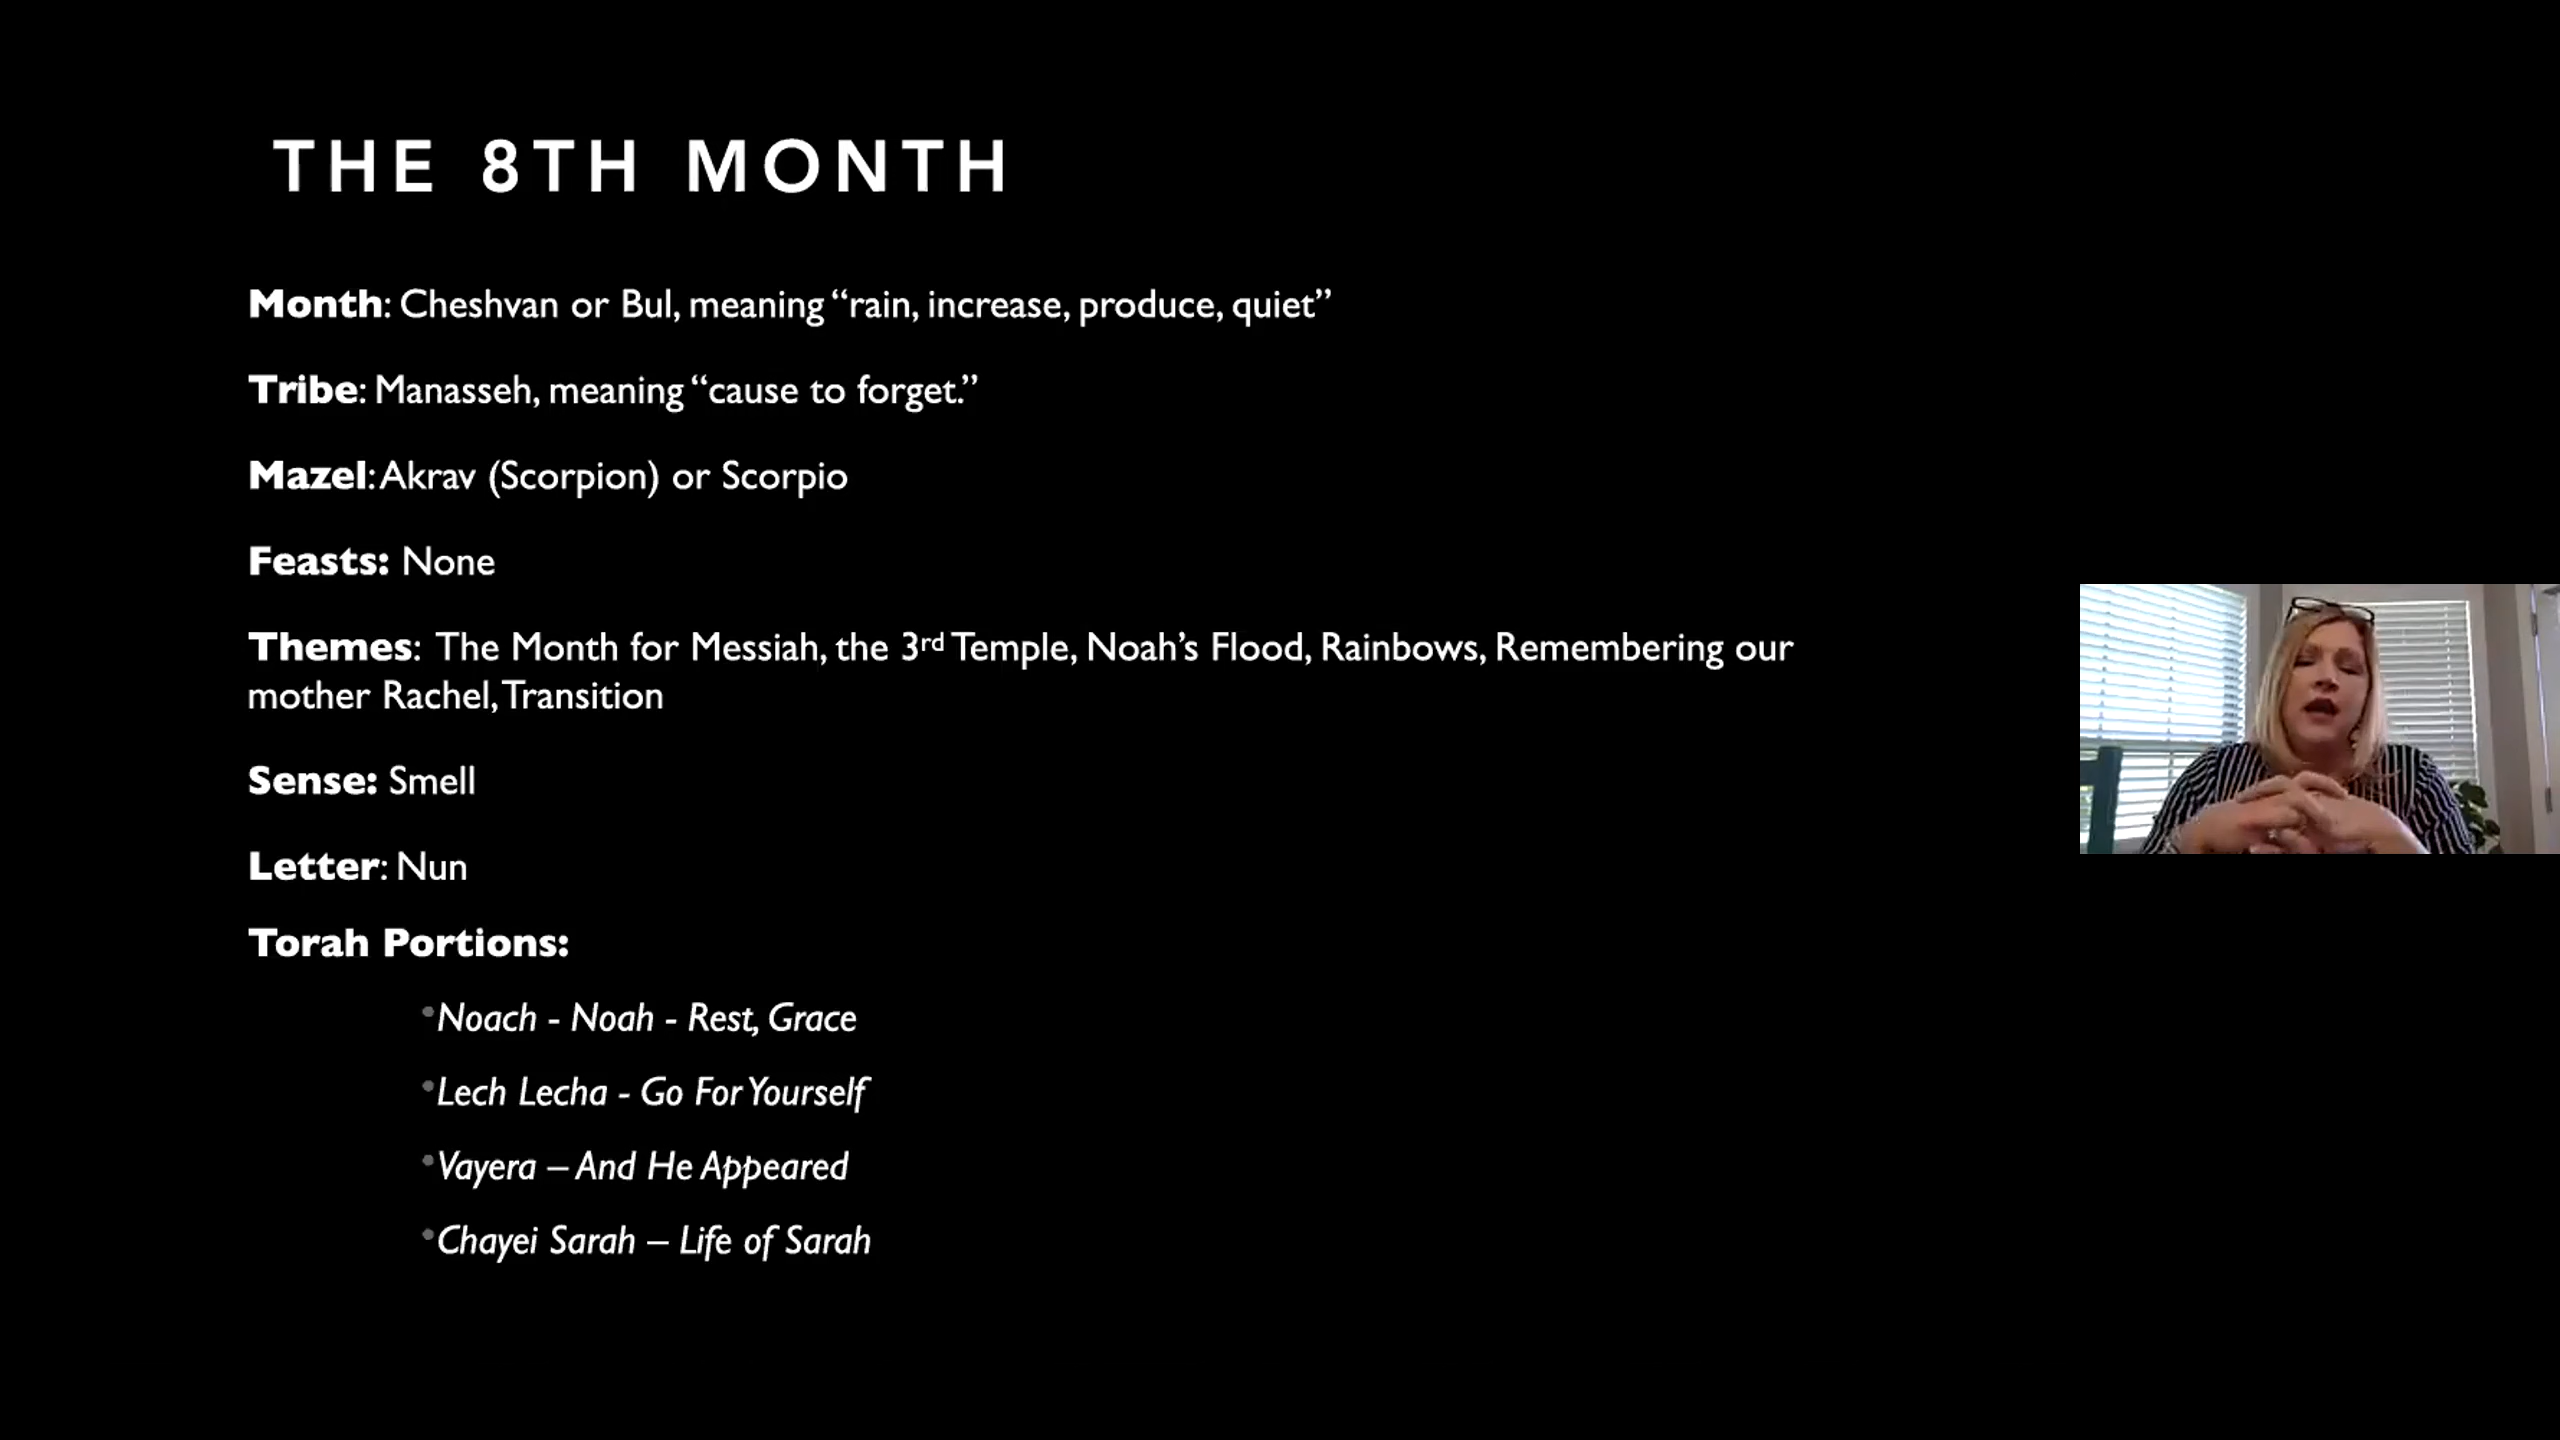 THE 8TH MONTH
Month: Cheshvan or Bul, meaning “rain, increase, produce, quiet”
Tribe: Manasseh, meaning “cause to forget.”
Mazel: Akrav (Scorpion) or Scorpio
Feasts: None
Themes: The Month for Messiah, the 3rd Temple, Noah’s Flood, Rainbows, Remembering our
mother Rachel, Transition
Sense: Smell
Letter: Nun
Torah Portions:
•Noach - Noah - Rest, Grace
•Lech Lecha - Go For Yourself
•Vayera – And He Appeared
•Chayei Sarah – Life of Sarah